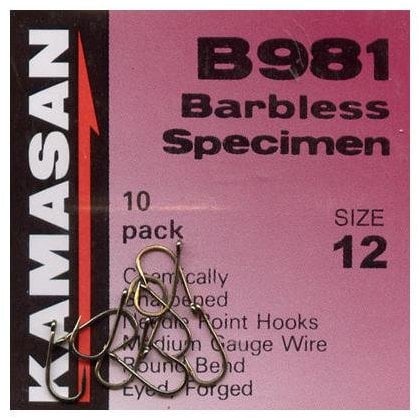 KAMASAN
B981
Barbless
Specimen
10
pack
SIZE
12
Chemically
Sharpened
Needle Point Hooks
Medium Gauge Wire
Round Bend
Eyed, Forged